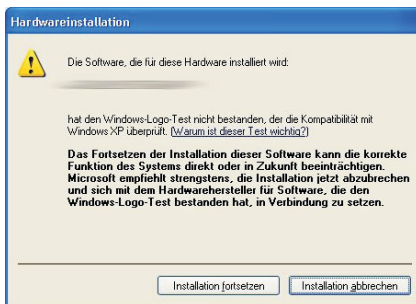 Hardwareinstallation
Die Software, die für diese Hardware installiert wird:
hat den Windows-Logo-Test nicht bestanden, der die Kompatibilität mit
Windows XP überprüft. (Warum ist dieser Test wichtig?)
Das Fortsetzen der Installation dieser Software kann die korrekte
Funktion des Systems direkt oder in Zukunft beeinträchtigen.
Microsoft empfiehlt strengstens, die Installation jetzt abzubrechen
und sich mit dem Hardwarehersteller für Software, die den
Windows-Logo-Test bestanden hat, in Verbindung zu setzen.
Installation fortsetzen Installation abbrechen